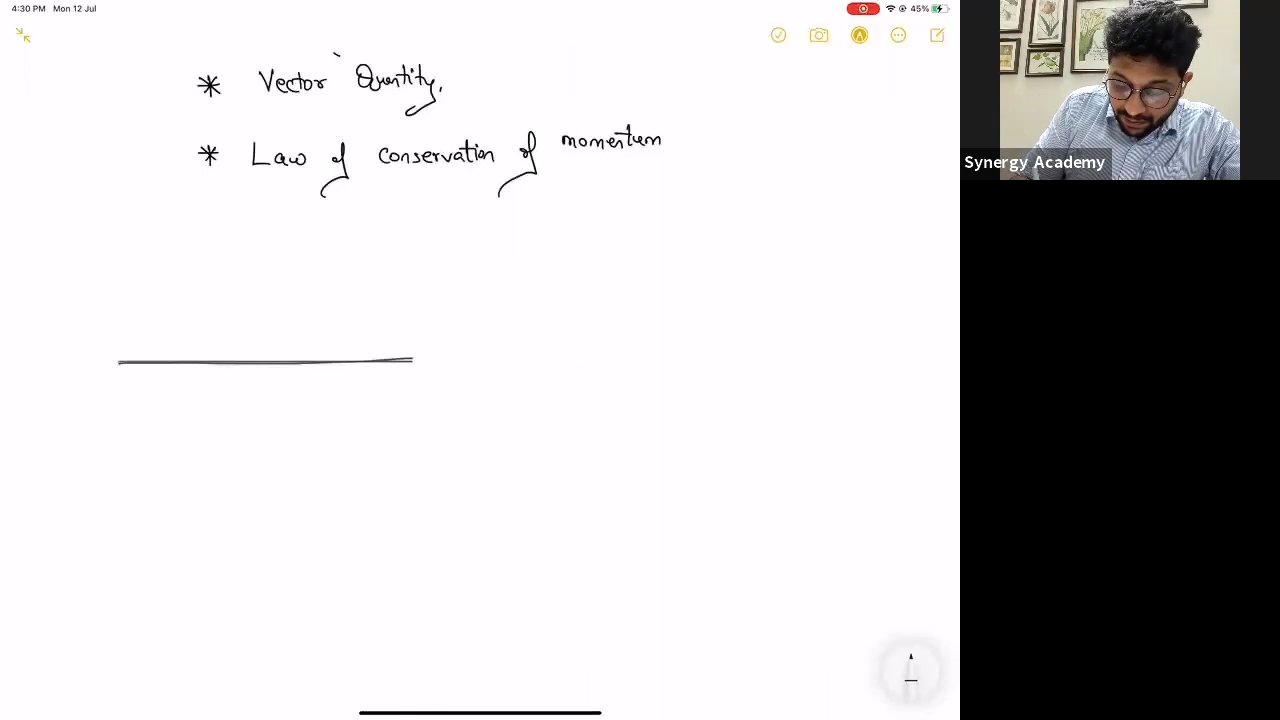 4:30 PM Mon 12 Jul
45%
* Vector Quantity.
* Law of conservation of momentum
Synergy Academy